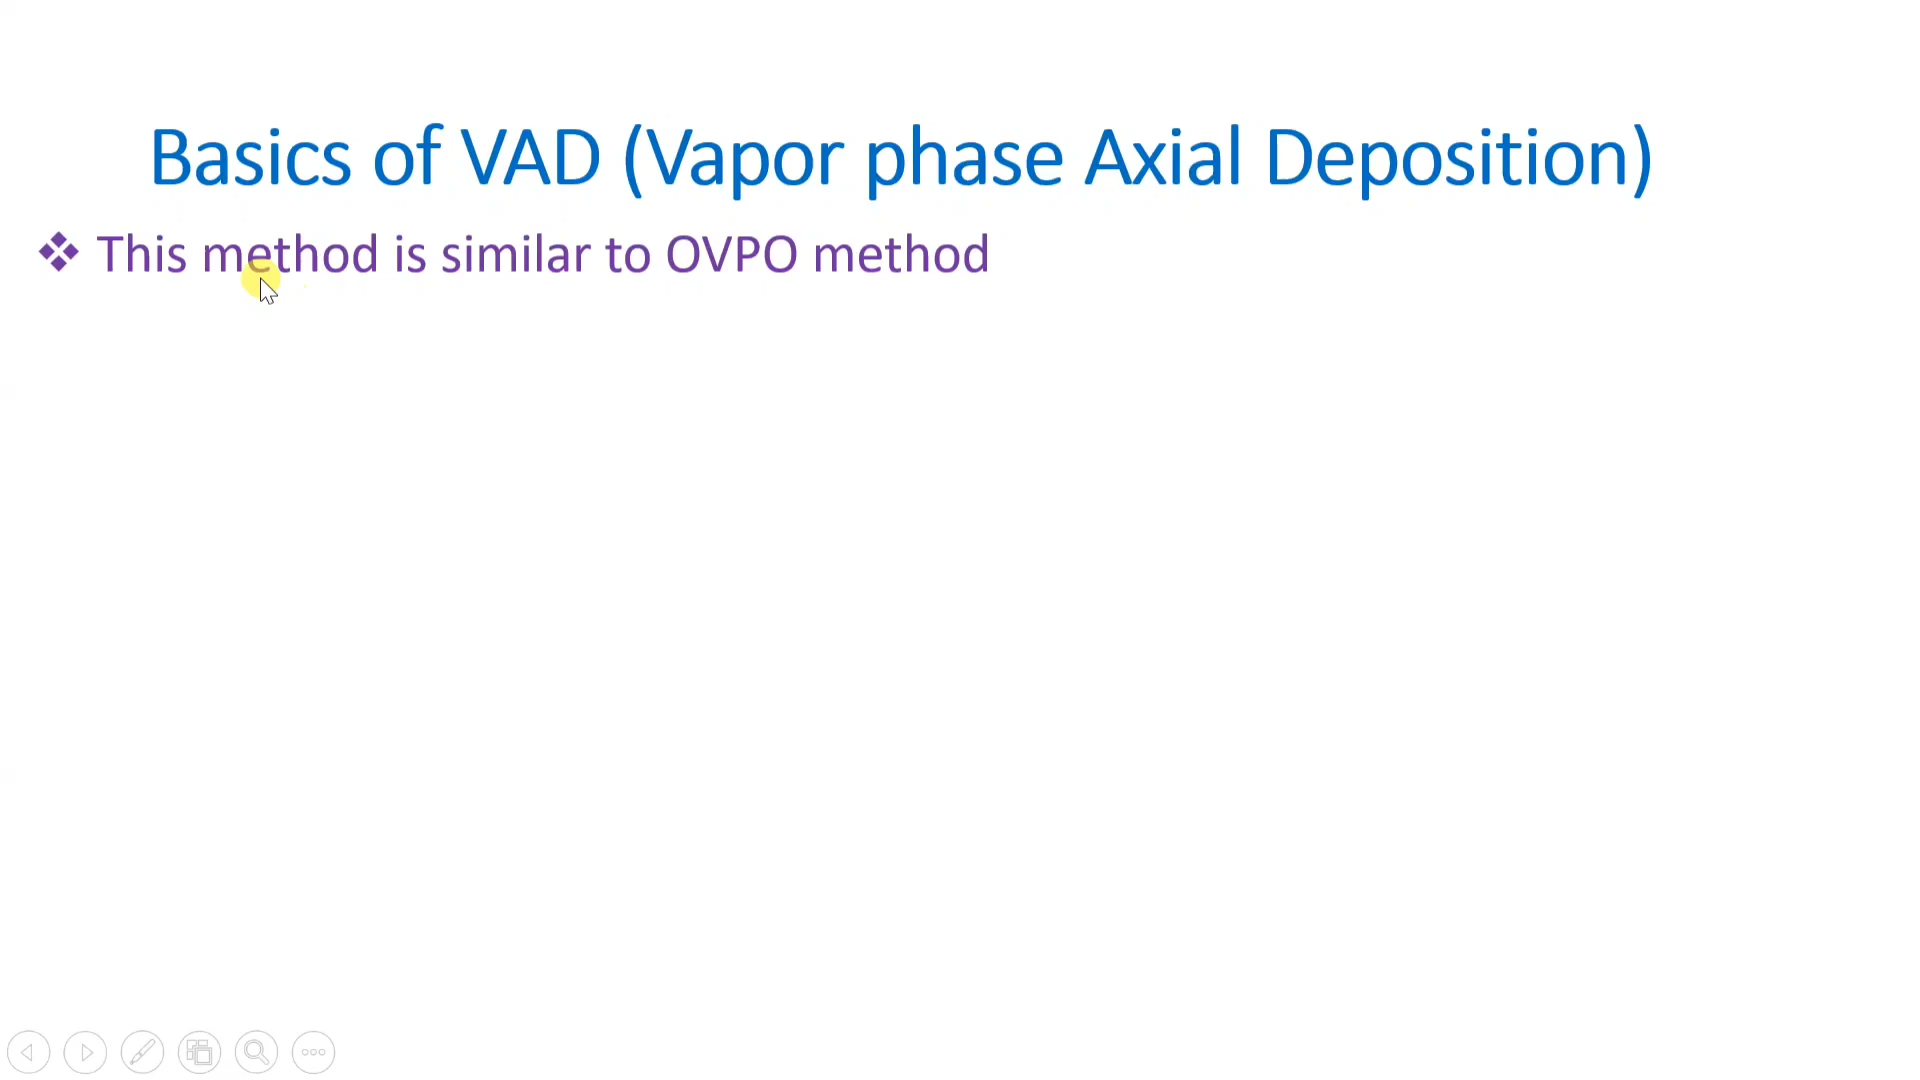 Basics of VAD (Vapor phase Axial Deposition)
❖ This method is similar to OVPO method